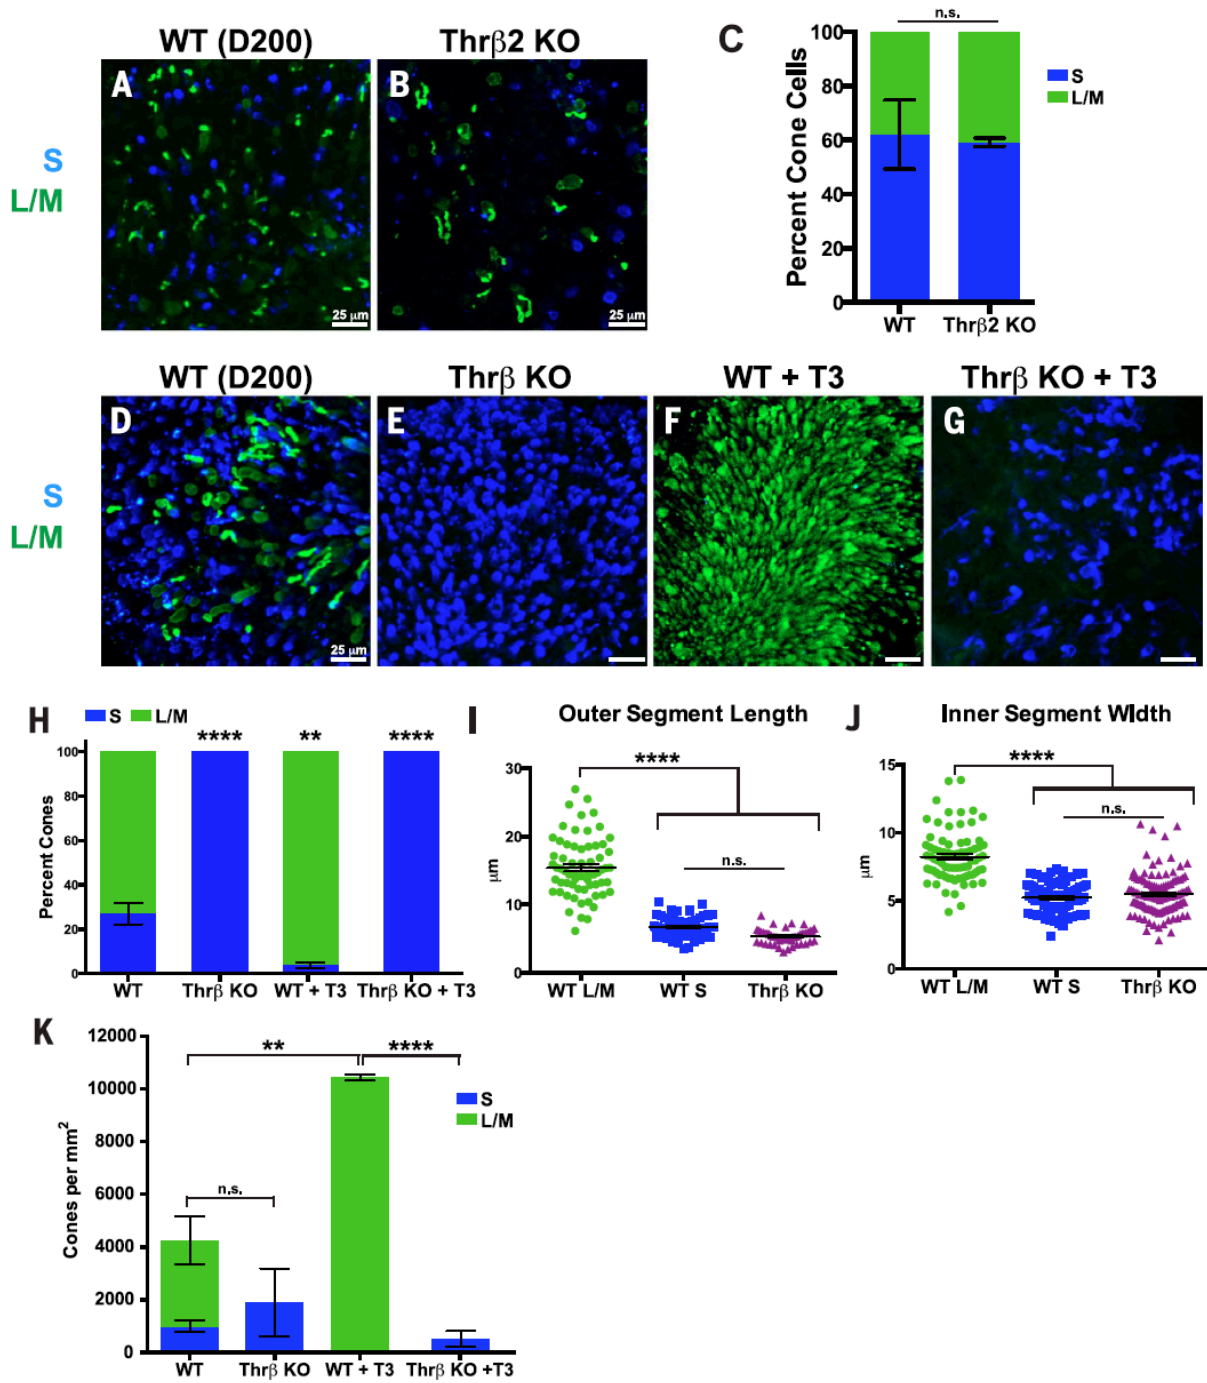 WT (D200)
Thrβ2 KO
A
B
C
S
L/M
25 µm
25 µm
n.s.
Percent Cone Cells
100
80
60
40
20
0
WT
Thrβ2 KO
S
L/M
WT (D200)
Thrβ KO
WT + T3
Thrβ KO + T3
D
E
F
G
S
L/M
25 µm
H
S
L/M
**** ** ****
Percent Cones
100
80
60
40
20
0
WT
Thrβ KO
WT + T3
Thrβ KO + T3
I
Outer Segment Length
****
n.s.
µm
30
20
10
0
WT L/M
WT S
Thrβ KO
J
Inner Segment WIdth
****
n.s.
µm
15
10
5
0
WT L/M
WT S
Thrβ KO
K
** ****
n.s.
Cones per mm²
12000
10000
8000
6000
4000
2000
0
WT
Thrβ KO
WT + T3
Thrβ KO +T3
S
L/M